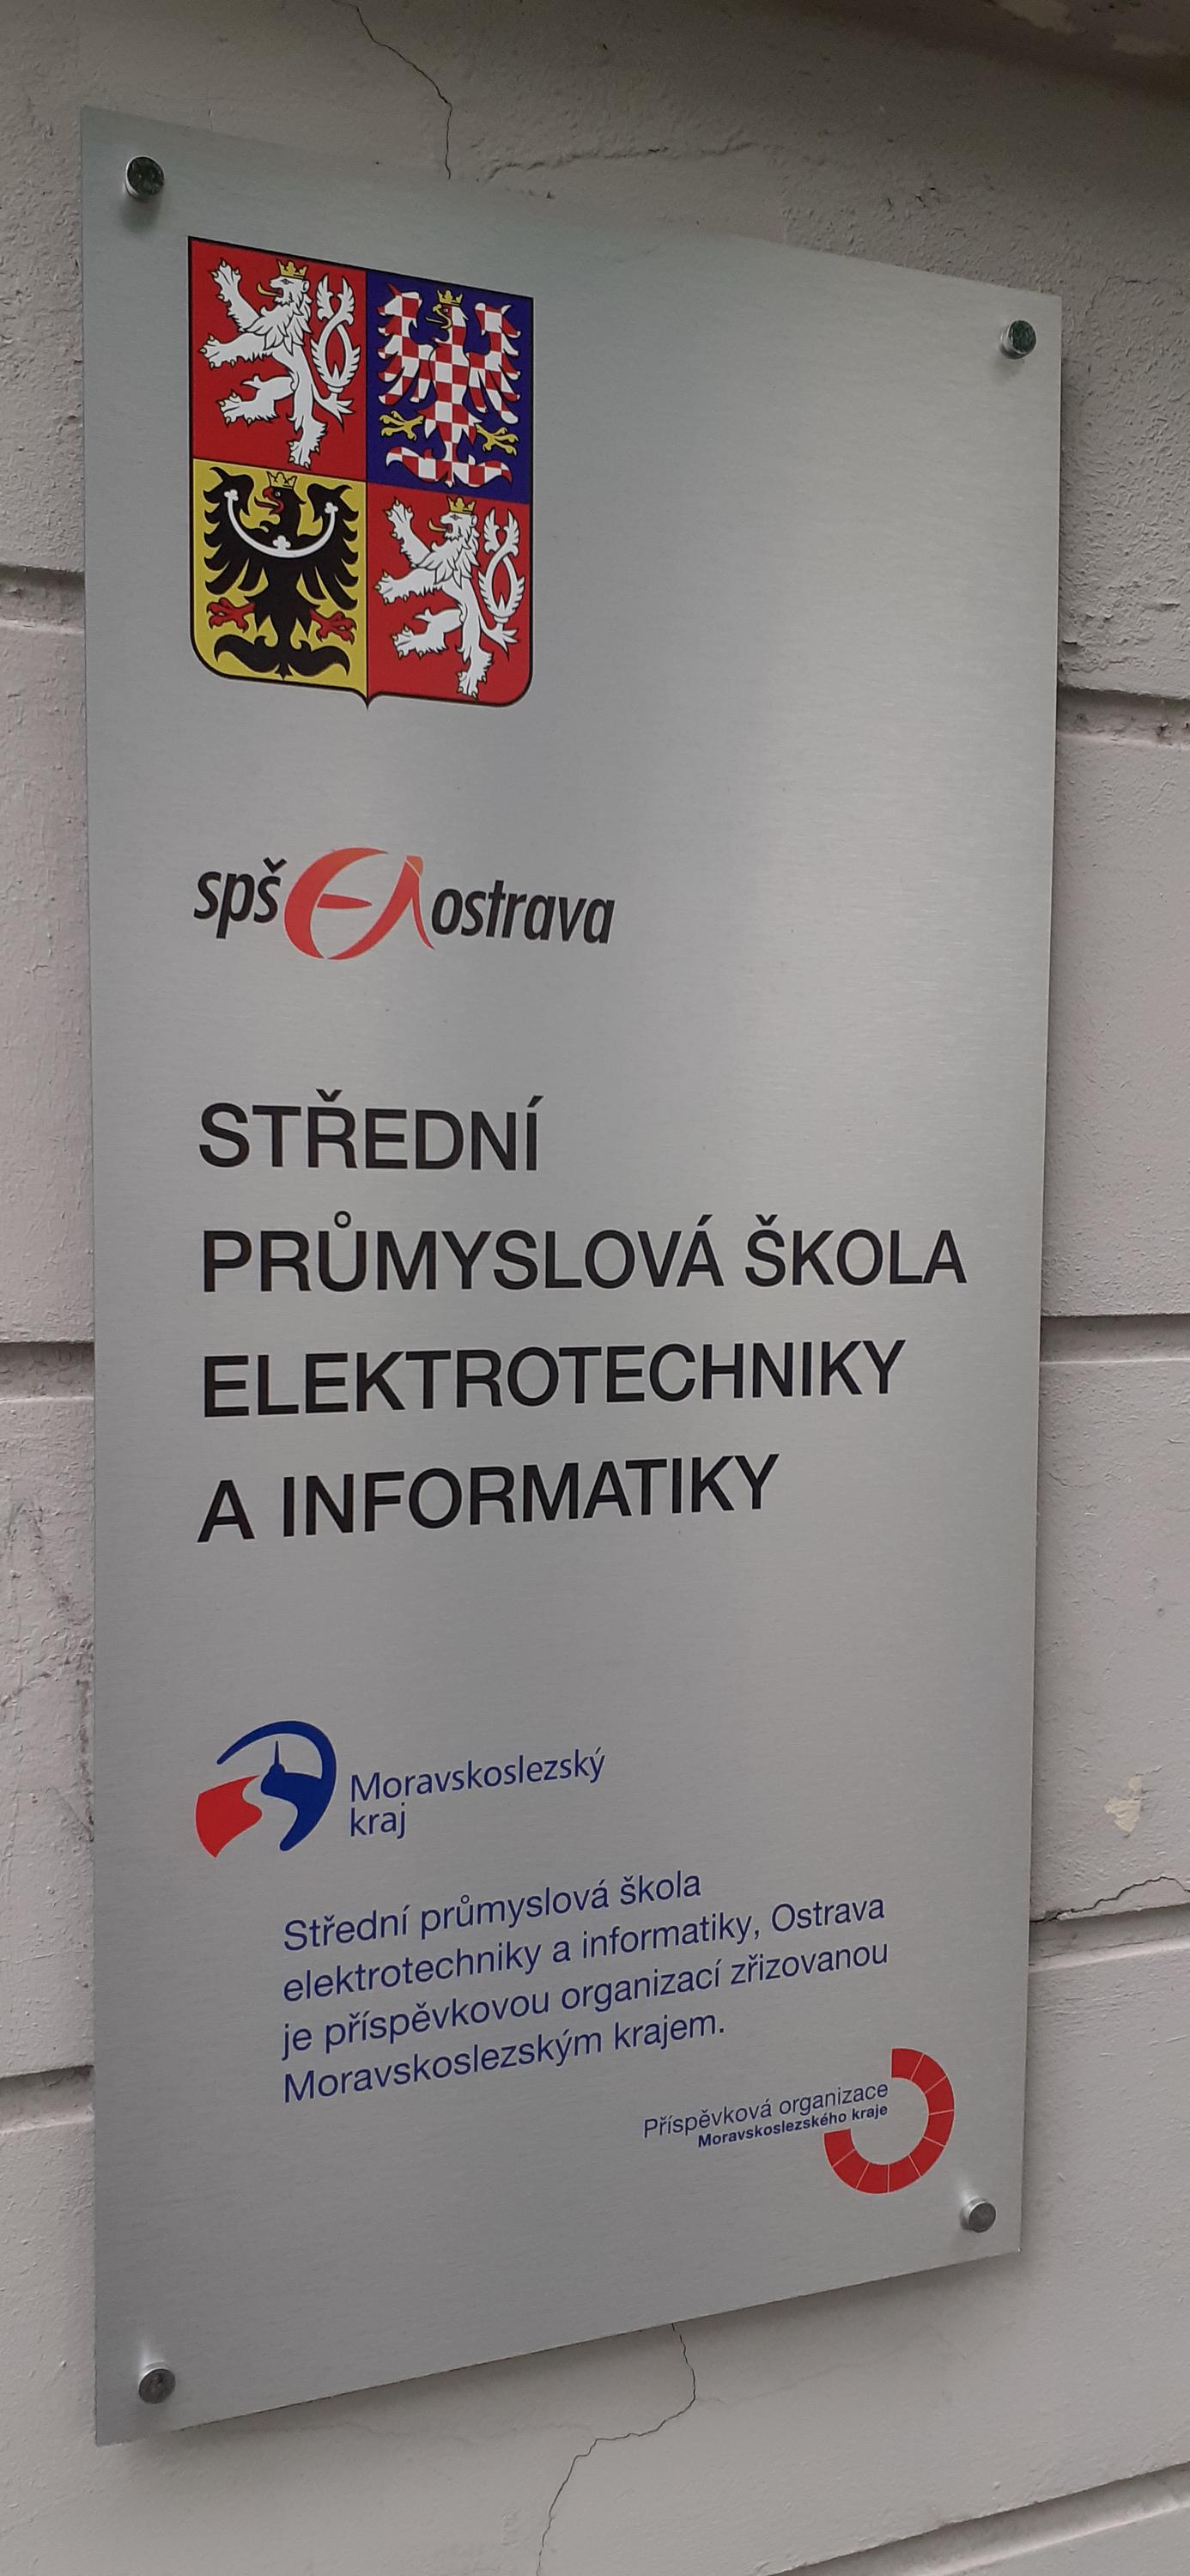 spš EI ostrava
STŘEDNÍ
PRŮMYSLOVÁ ŠKOLA
ELEKTROTECHNIKY
A INFORMATIKY
Moravskoslezský
kraj
Střední průmyslová škola
elektrotechniky a informatiky, Ostrava
je příspěvkovou organizací zřizovanou
Moravskoslezským krajem.
Příspěvková organizace
Moravskoslezského kraje